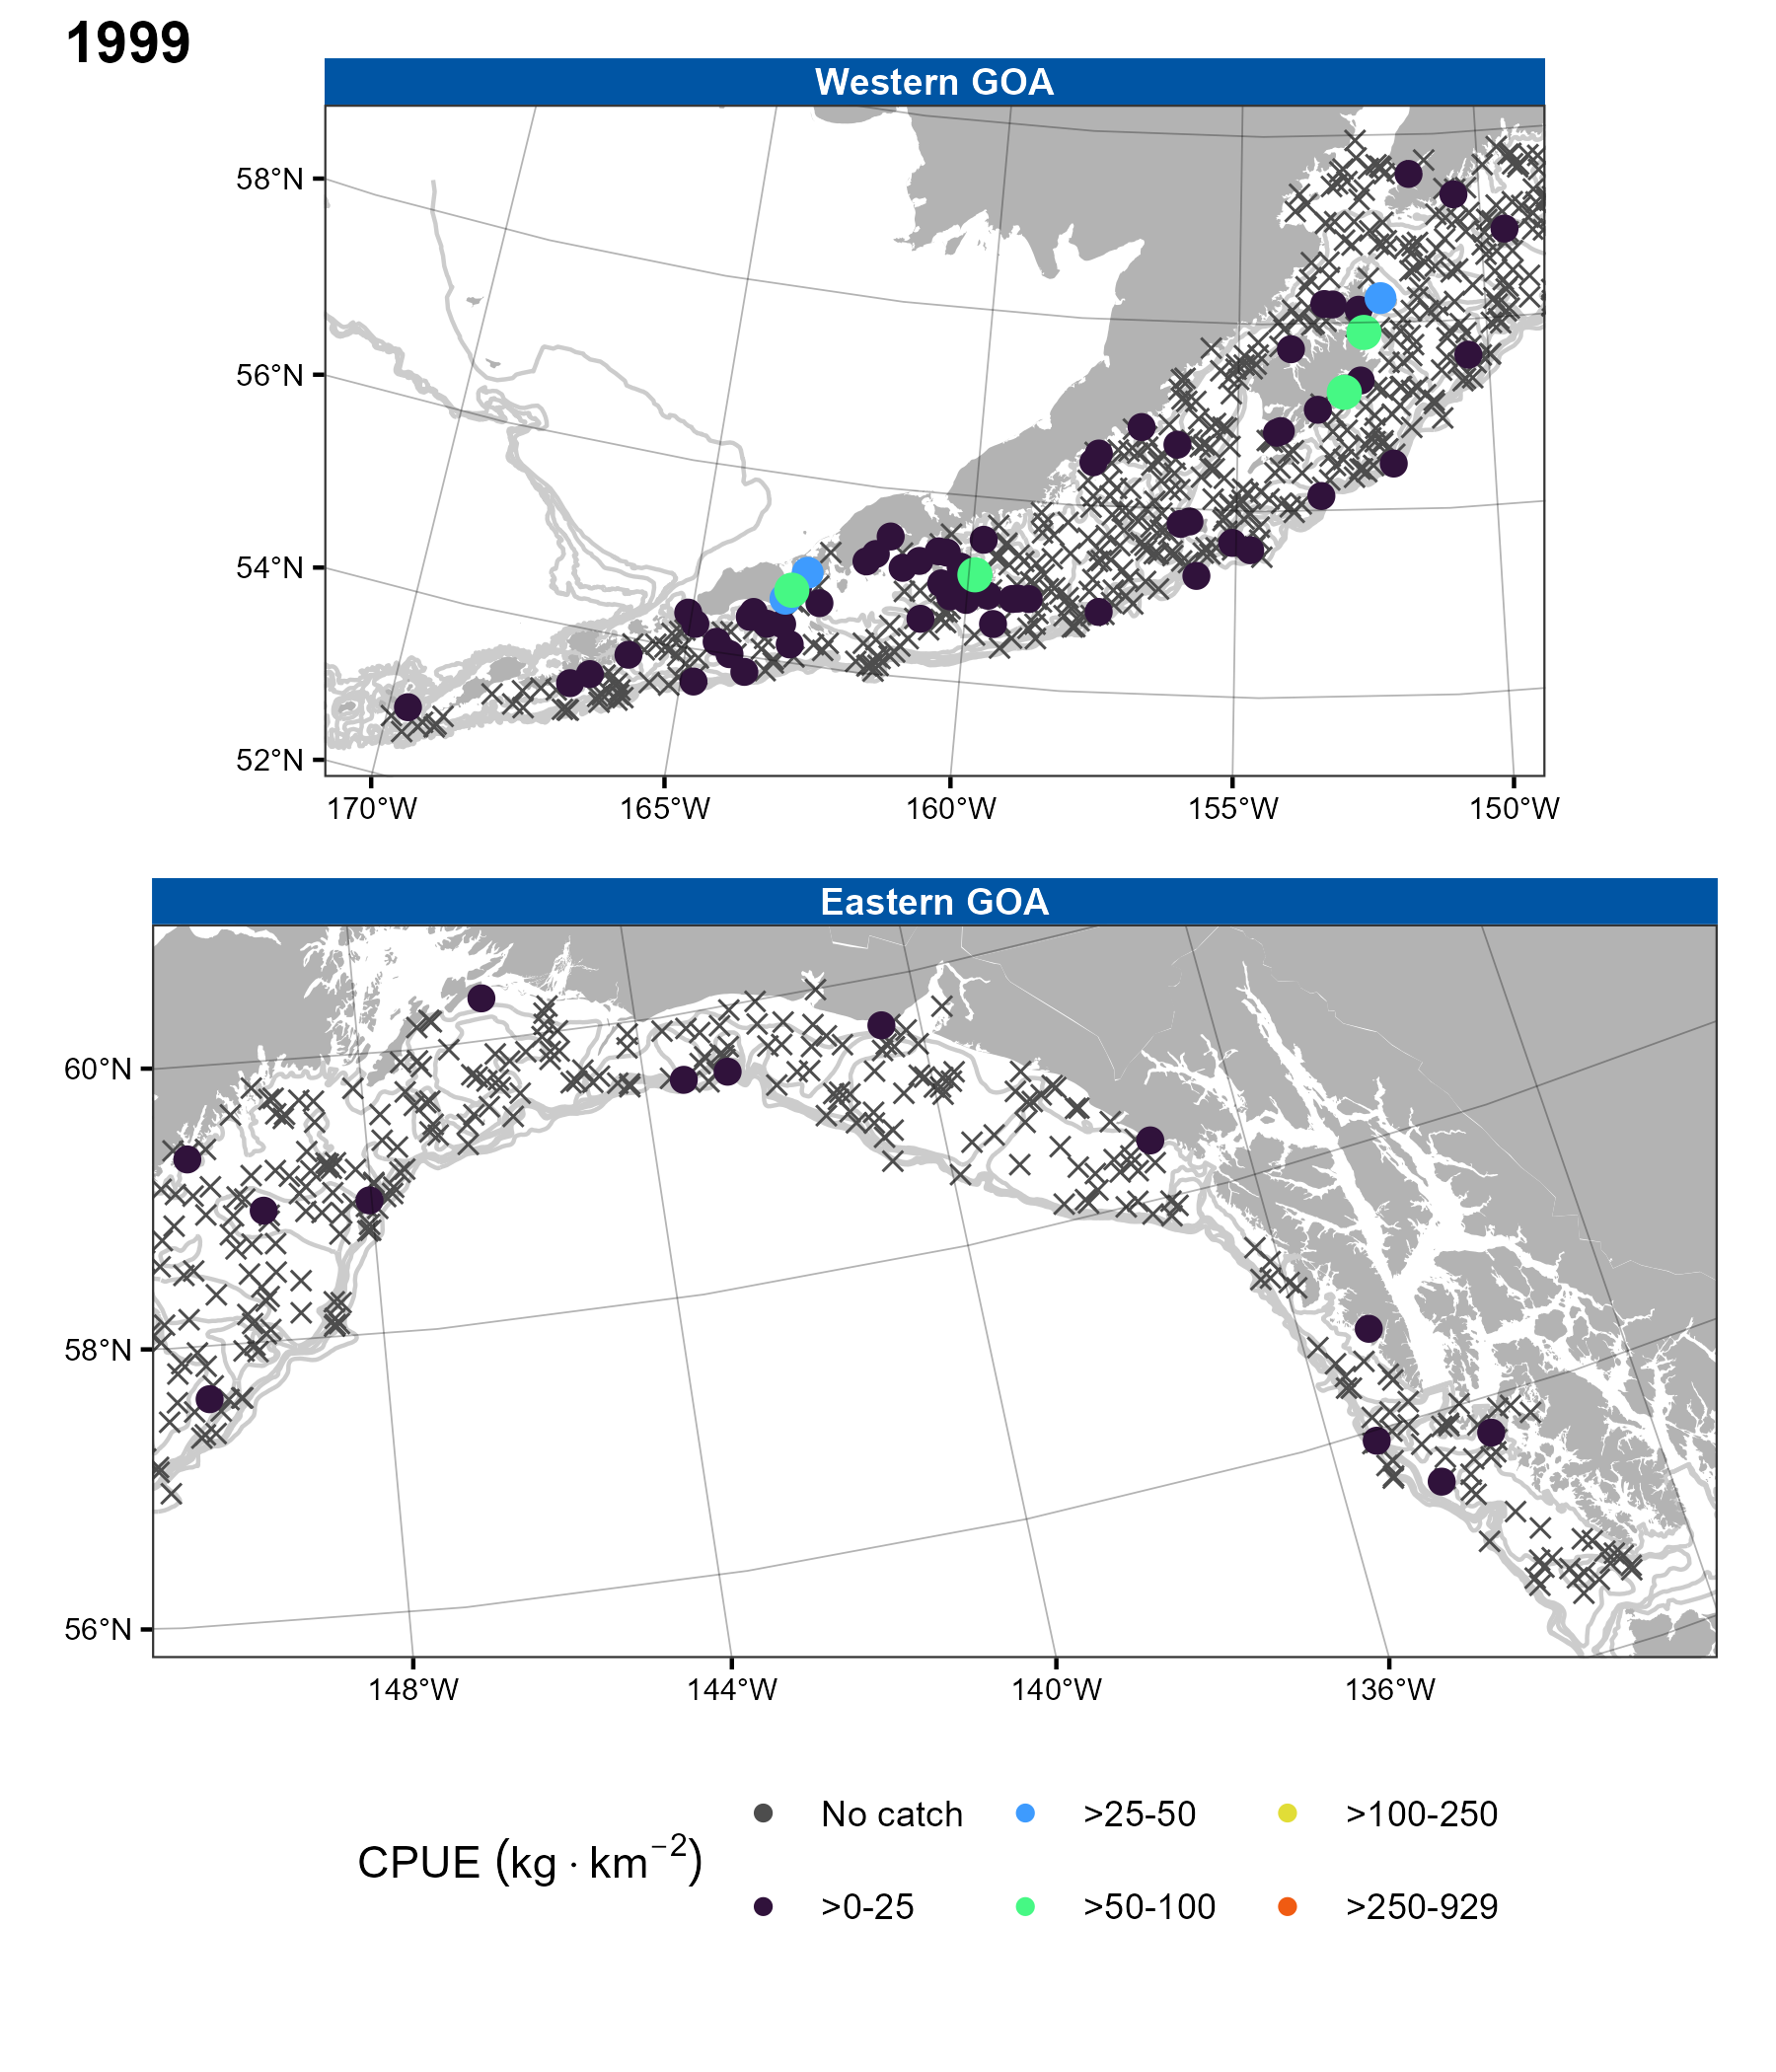 1999
Western GOA
58°N
56°N
54°N
52°N
170°W 165°W 160°W 155°W 150°W
Eastern GOA
60°N
58°N
56°N
148°W 144°W 140°W 136°W
CPUE (kg · km⁻²)
No catch >25-50 >100-250
>0-25 >50-100 >250-929